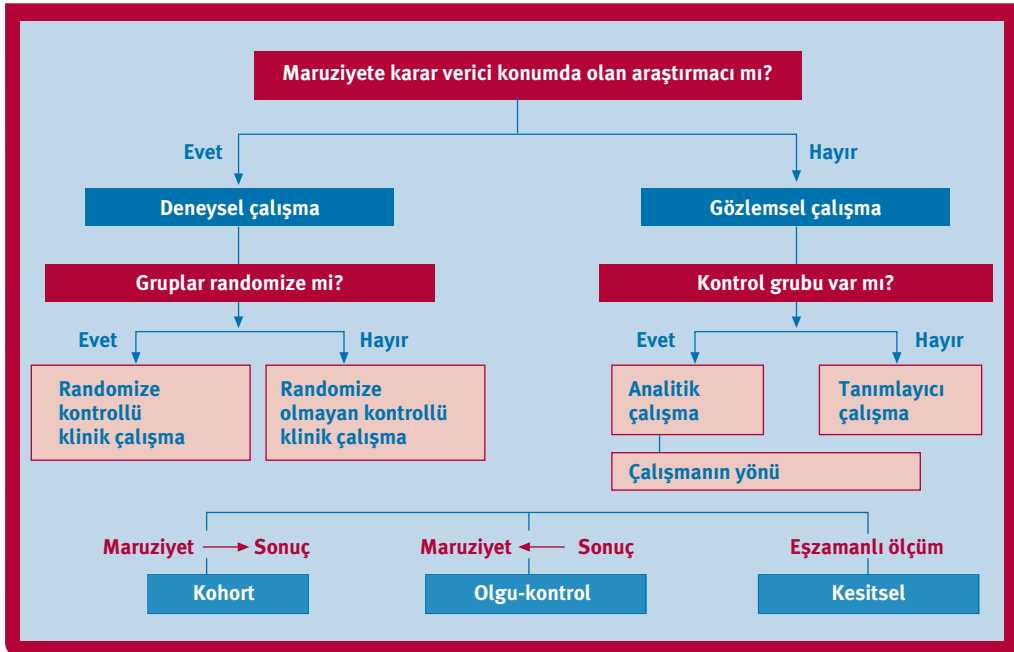 Maruziyete karar verici konumda olan araştırmacı mı?
Evet
Hayır
Deneysel çalışma
Gözlemsel çalışma
Gruplar randomize mi?
Kontrol grubu var mı?
Evet
Hayır
Evet
Hayır
Randomize
kontrollü
klinik çalışma
Randomize
olmayan kontrollü
klinik çalışma
Analitik
çalışma
Tanımlayıcı
çalışma
Çalışmanın yönü
Maruziyet → Sonuç
Maruziyet ← Sonuç
Eşzamanlı ölçüm
Kohort
Olgu-kontrol
Kesitsel